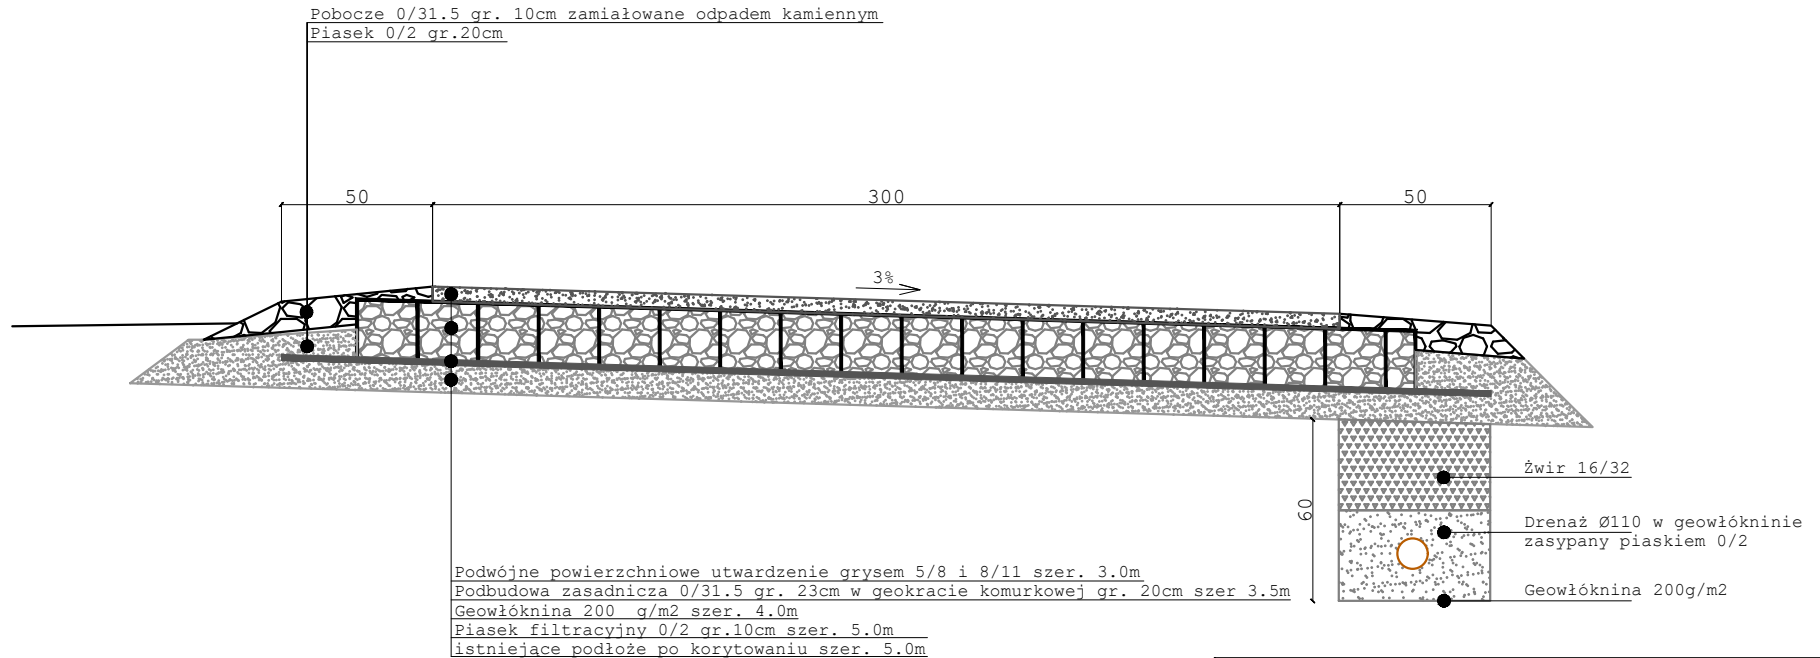 Pobocze 0/31.5 gr. 10cm zamiałowane odpadem kamiennym
Piasek 0/2 gr.20cm
50
300
50
3%
60
Żwir 16/32
Drenaż Ø110 w geowłókninie
zasypany piaskiem 0/2
Geowłóknina 200g/m2
Podwójne powierzchniowe utwardzenie grysem 5/8 i 8/11 szer. 3.0m
Podbudowa zasadnicza 0/31.5 gr. 23cm w geokracie komurkowej gr. 20cm szer 3.5m
Geowłóknina 200 g/m2 szer. 4.0m
Piasek filtracyjny 0/2 gr.10cm szer. 5.0m
istniejące podłoże po korytowaniu szer. 5.0m